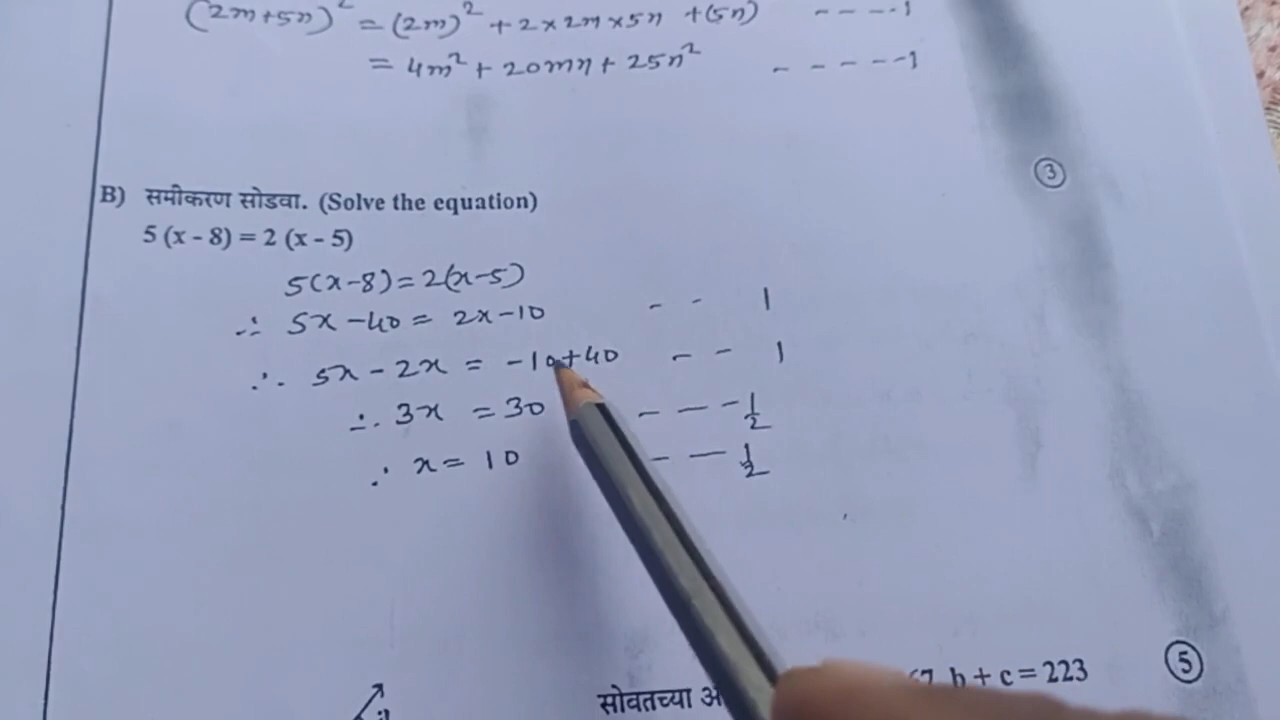 (2m+5n)² = (2m)² + 2×2m×5n +(5n) ----1
= 4m² + 20mn + 25n² -----1
③
B) समीकरण सोडवा. (Solve the equation)
5 (x - 8) = 2 (x - 5)
5(x-8)=2(x-5)
∴ 5x-40 = 2x-10 -- 1
∴ 5x-2x = -10+40 -- 1
∴ 3x = 30 --- 1/2
∴ x = 10 -- 1/2
⑤
सोवतच्या b + c = 223